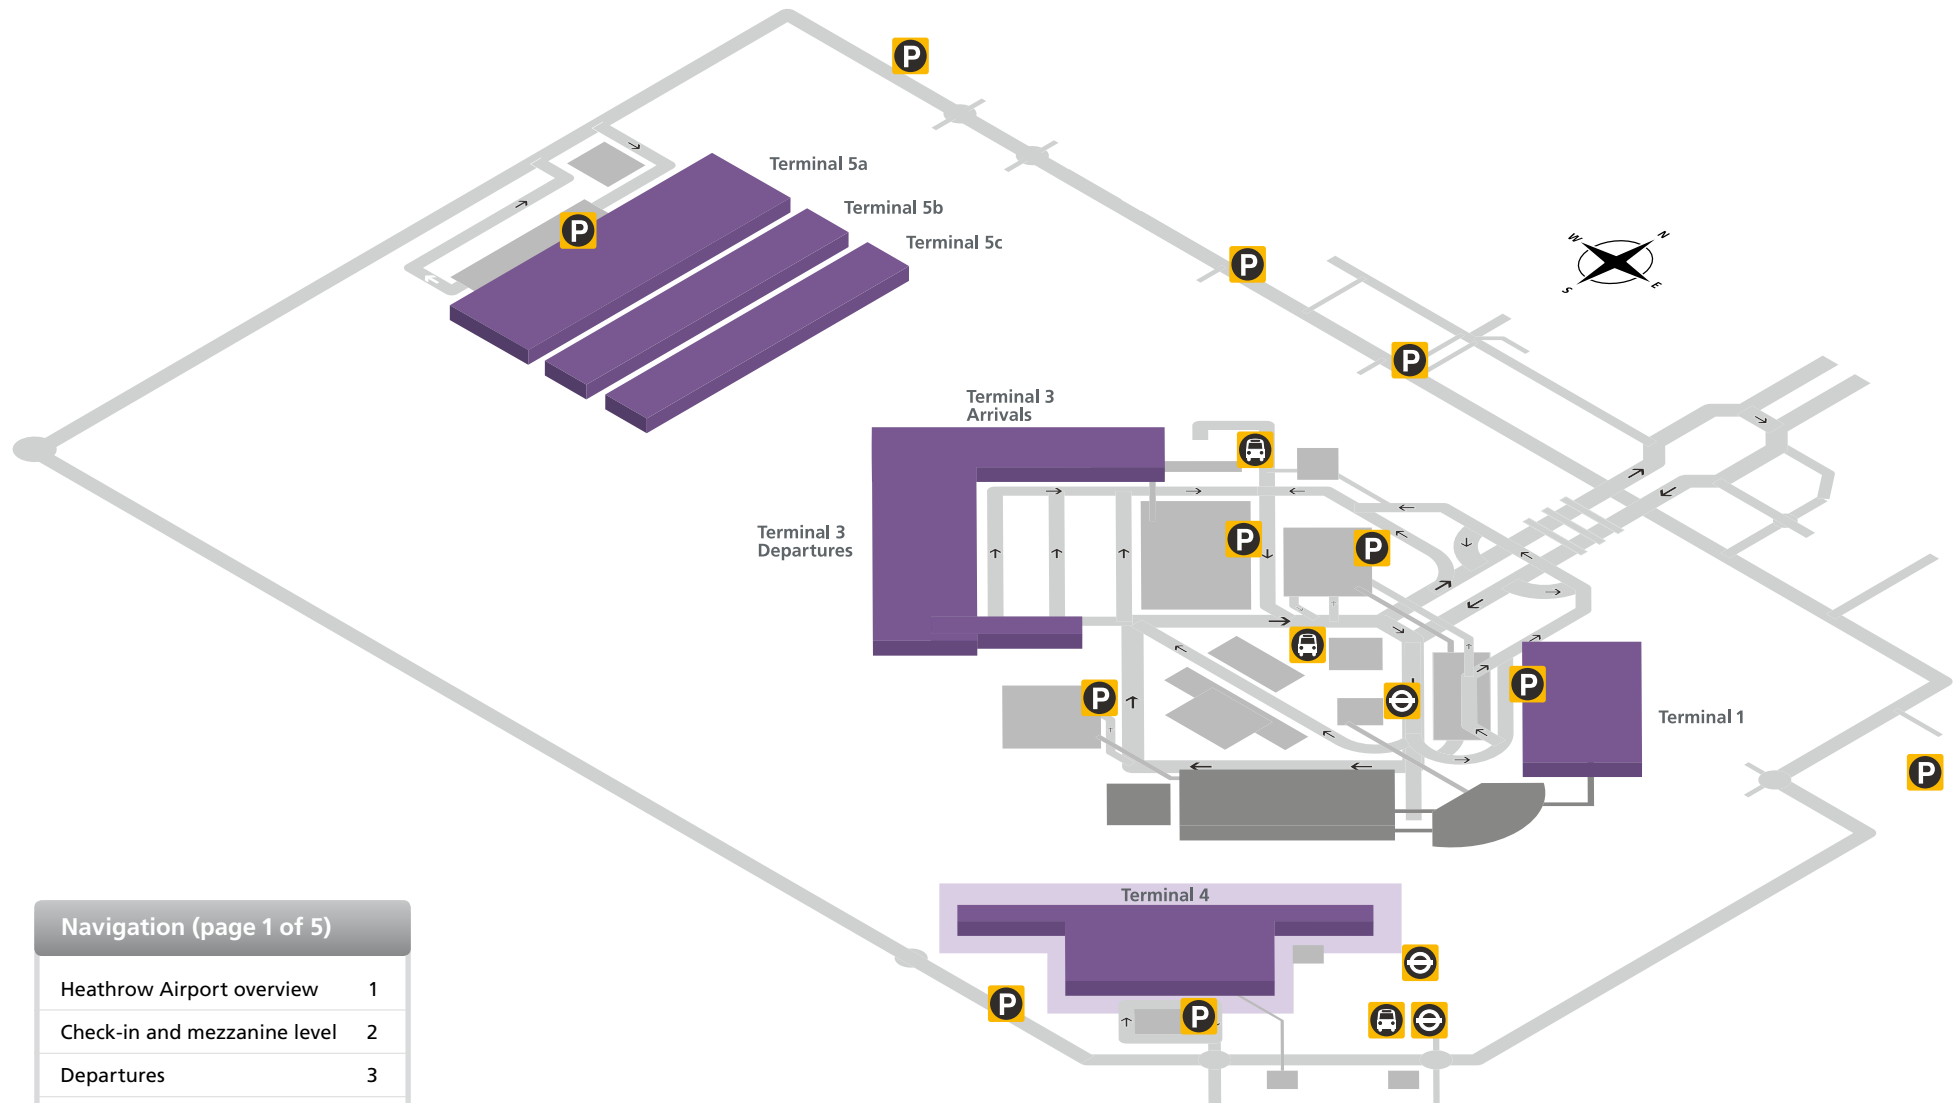 P
P
Terminal 5a
Terminal 5b
Terminal 5c
P
P
W
N
S
E
P
Terminal 3
Arrivals
Terminal 3
Departures
P
P
P
P
Terminal 1
P
Terminal 4
P
P
Navigation (page 1 of 5)
Heathrow Airport overview 1
Check-in and mezzanine level 2
Departures 3